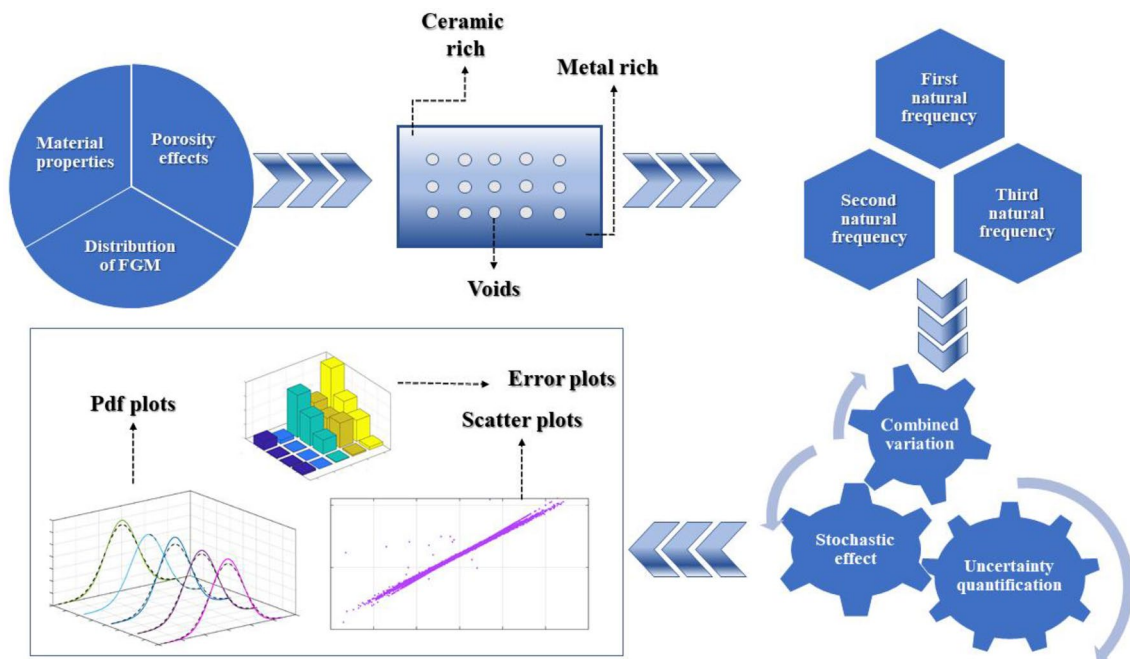 Material
properties
Porosity
effects
Distribution
of FGM
Ceramic
rich
Metal rich
Voids
First
natural
frequency
Second
natural
frequency
Third
natural
frequency
Combined
variation
Stochastic
effect
Uncertainty
quantification
Error plots
Scatter plots
Pdf plots